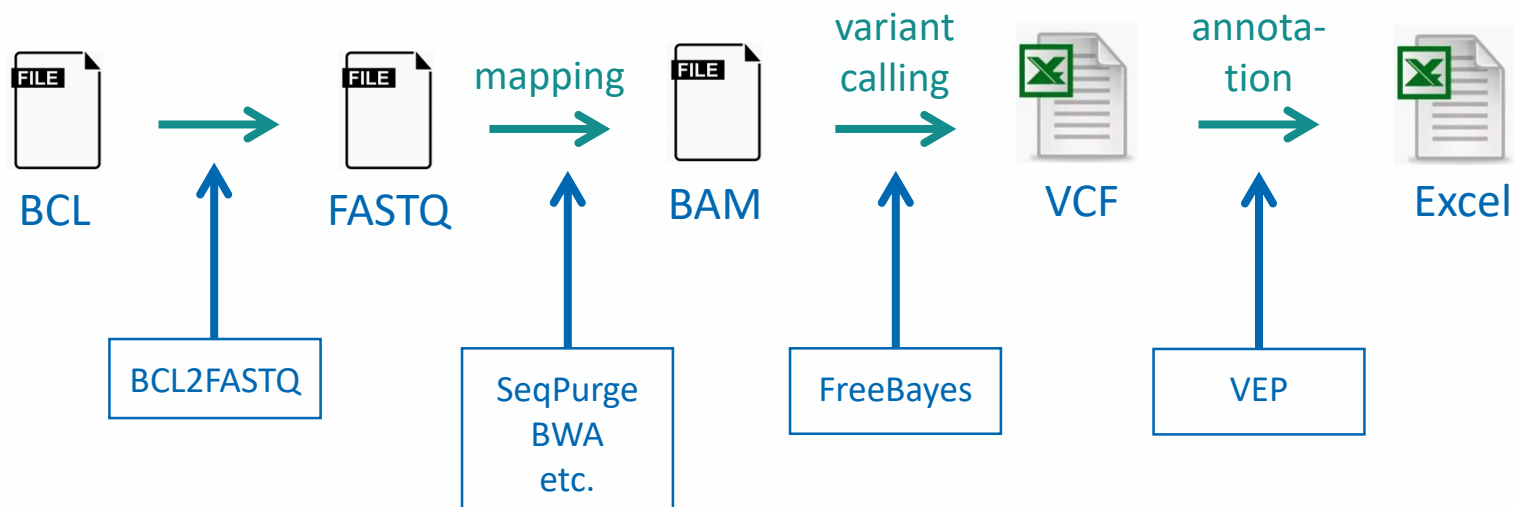 FILE
BCL
FILE
FASTQ
mapping
FILE
BAM
variant
calling
X
VCF
annota-
tion
X
Excel
BCL2FASTQ
SeqPurge
BWA
etc.
FreeBayes
VEP